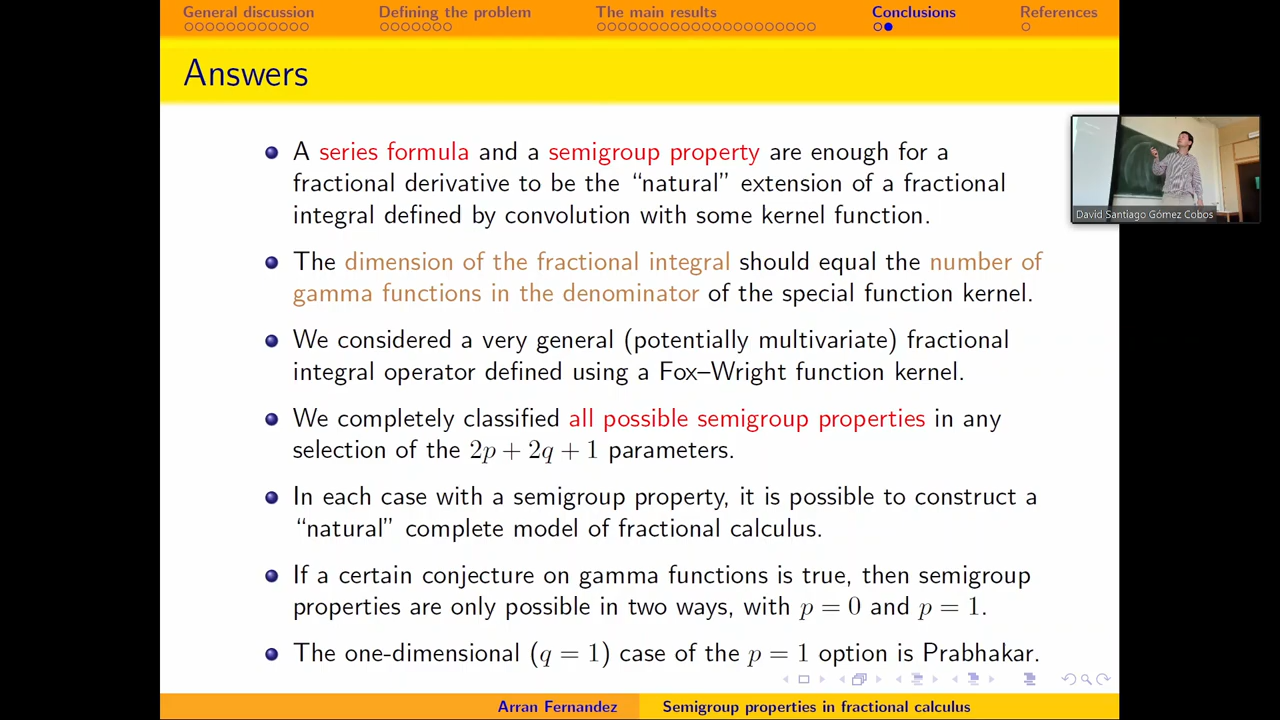 General discussion Defining the problem The main results Conclusions References
Answers
A series formula and a semigroup property are enough for a
fractional derivative to be the “natural” extension of a fractional
integral defined by convolution with some kernel function.
David Santiago Gómez Cobos
The dimension of the fractional integral should equal the number of
gamma functions in the denominator of the special function kernel.
We considered a very general (potentially multivariate) fractional
integral operator defined using a Fox–Wright function kernel.
We completely classified all possible semigroup properties in any
selection of the 2p + 2q + 1 parameters.
In each case with a semigroup property, it is possible to construct a
“natural” complete model of fractional calculus.
If a certain conjecture on gamma functions is true, then semigroup
properties are only possible in two ways, with p = 0 and p = 1.
The one-dimensional (q = 1) case of the p = 1 option is Prabhakar.
Arran Fernandez Semigroup properties in fractional calculus